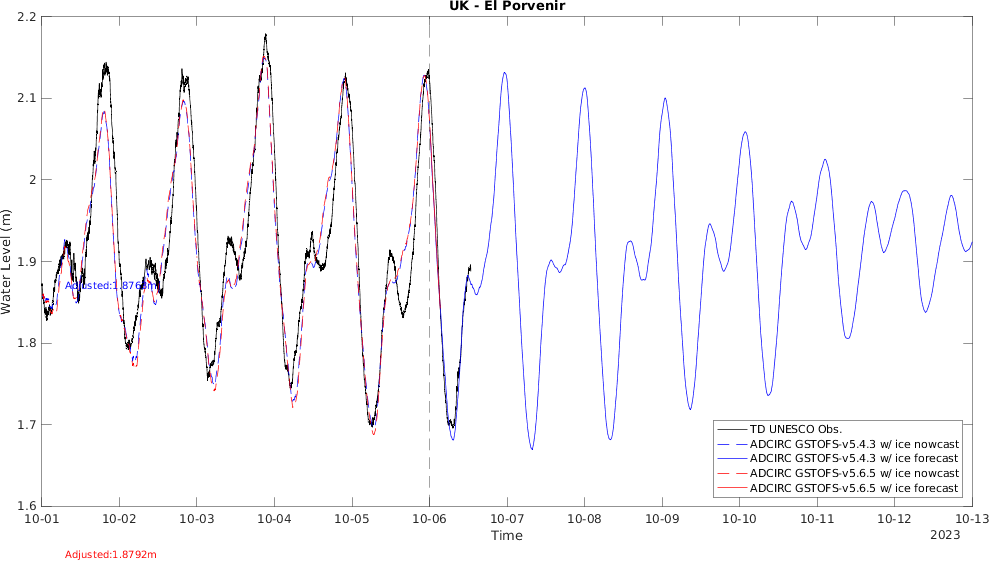 UK - El Porvenir
2.2
2.1
2
1.9
1.8
1.7
1.6
Water Level (m)
Adjusted:1.8763m
TD UNESCO Obs.
ADCIRC GSTOFS-v5.4.3 w/ ice nowcast
ADCIRC GSTOFS-v5.4.3 w/ ice forecast
ADCIRC GSTOFS-v5.6.5 w/ ice nowcast
ADCIRC GSTOFS-v5.6.5 w/ ice forecast
10-01 10-02 10-03 10-04 10-05 10-06 10-07 10-08 10-09 10-10 10-11 10-12 10-13
Time
2023
Adjusted:1.8792m